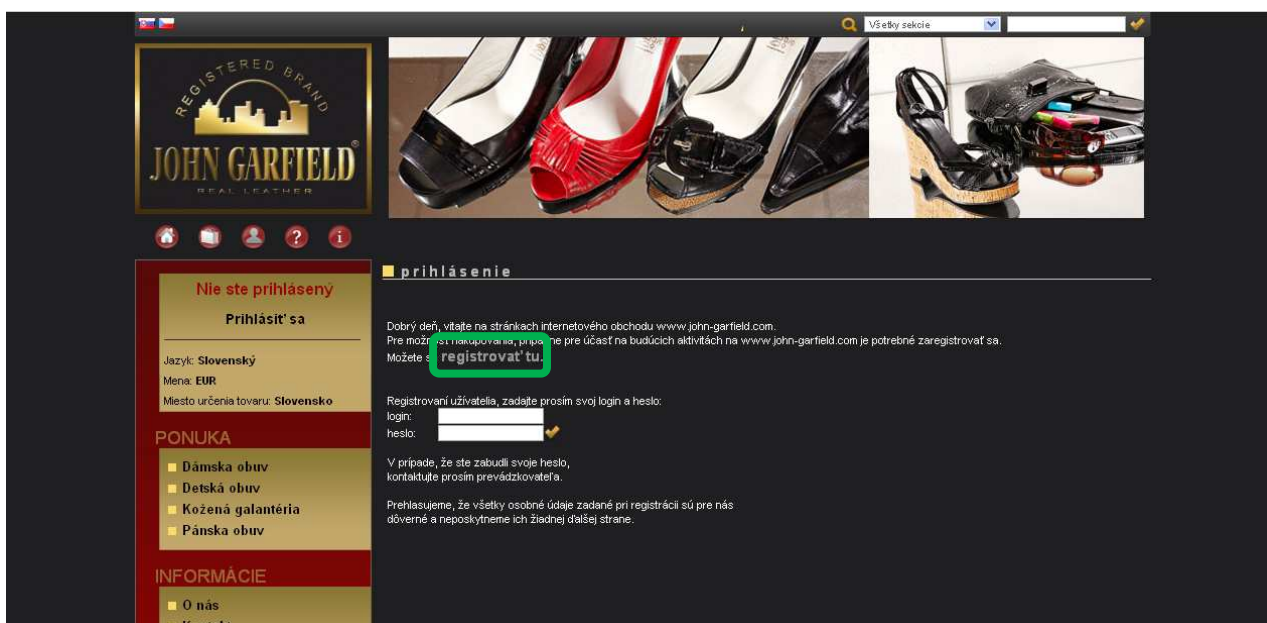 Všetky sekcie
REGISTERED BRAND
JOHN GARFIELD®
REAL LEATHER
prihlásenie
Nie ste prihlásený
Prihlásiť sa
Jazyk: Slovenský
Mena: EUR
Miesto určenia tovaru: Slovensko
PONUKA
Dámska obuv
Detská obuv
Kožená galantéria
Pánska obuv
INFORMÁCIE
O nás
Dobrý deň, vitajte na stránkach internetového obchodu www.john-garfield.com.
Pre možnosť nakupovania, prípadne pre účasť na budúcich aktivitách na www.john-garfield.com je potrebné zaregistrovať sa.
Možete s registrovať tu.
Registrovaní užívatelia, zadajte prosím svoj login a heslo:
login:
heslo:
V prípade, že ste zabudli svoje heslo,
kontaktujte prosím prevádzkovateľa.
Prehlasujeme, že všetky osobné údaje zadané pri registrácii sú pre nás
dôverné a neposkytneme ich žiadnej ďalšej strane.